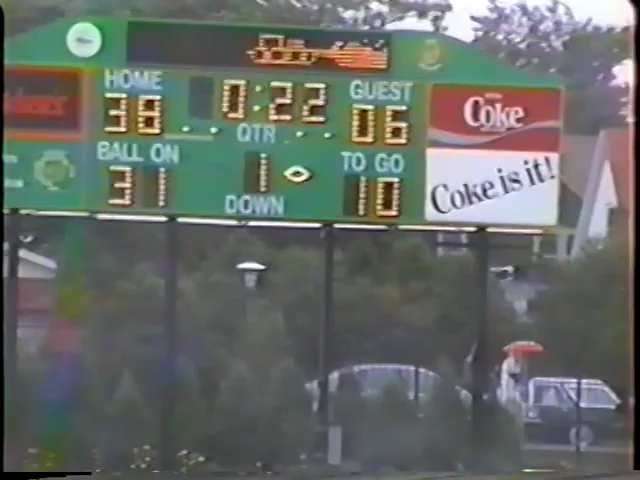 HOME
38
0:22
GUEST
06
QTR
BALL ON
31
1
DOWN
TO GO
10
Coke
Coke is it!